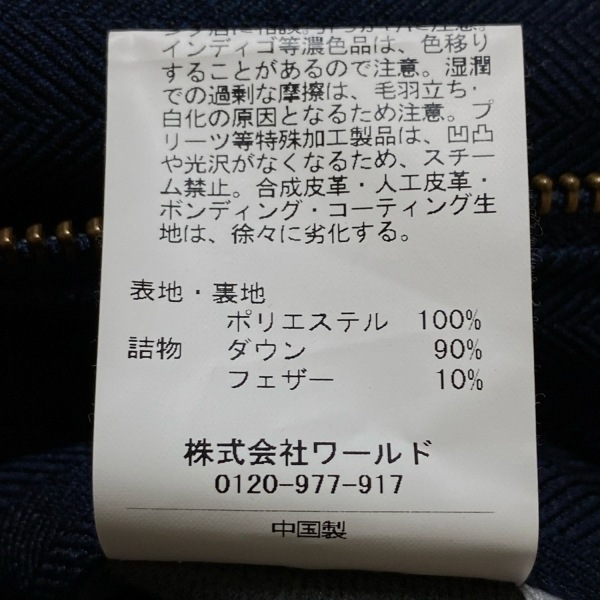 インディゴ等濃色品は、色移り
することがあるので注意。湿潤
での過剰な摩擦は、毛羽立ち・
白化の原因となるため注意。プ
リーツ等特殊加工製品は、凹凸
や光沢がなくなるため、スチー
ム禁止。合成皮革・人工皮革・
ボンディング・コーティング生
地は、徐々に劣化する。
表地・裏地
ポリエステル 100%
詰物 ダウン 90%
フェザー 10%
株式会社ワールド
0120-977-917
中国製